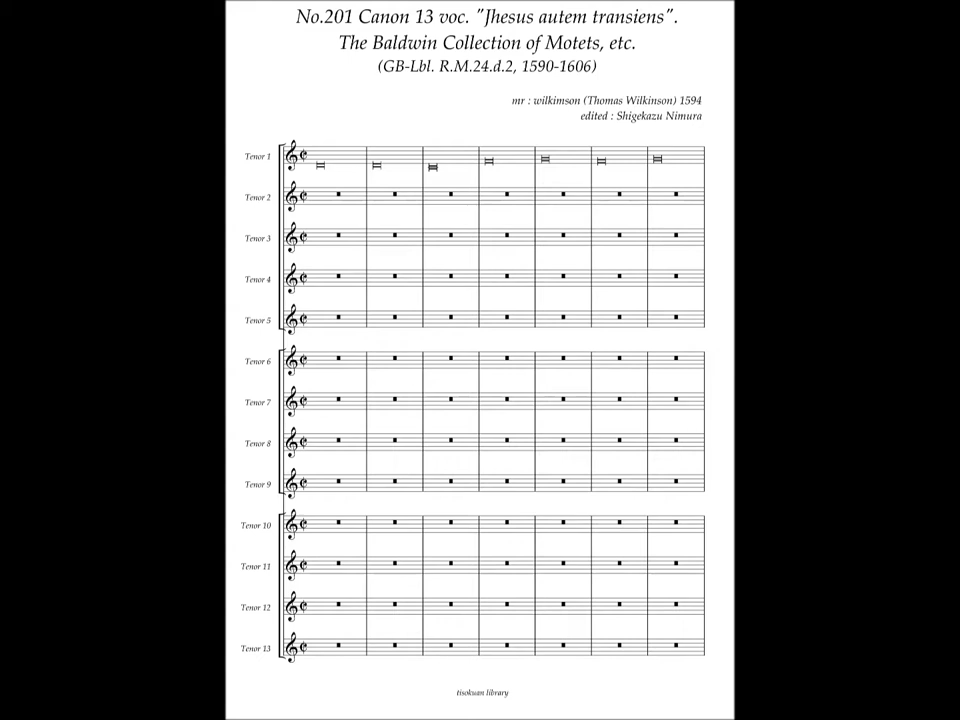 No.201 Canon 13 voc. "Jhesus autem transiens".
The Baldwin Collection of Motets, etc.
(GB-Lbl. R.M.24.d.2, 1590-1606)
mr : wilkimson (Thomas Wilkinson) 1594
edited : Shigekazu Nimura
Tenor 1
Tenor 2
Tenor 3
Tenor 4
Tenor 5
Tenor 6
Tenor 7
Tenor 8
Tenor 9
Tenor 10
Tenor 11
Tenor 12
Tenor 13
tisokuan library